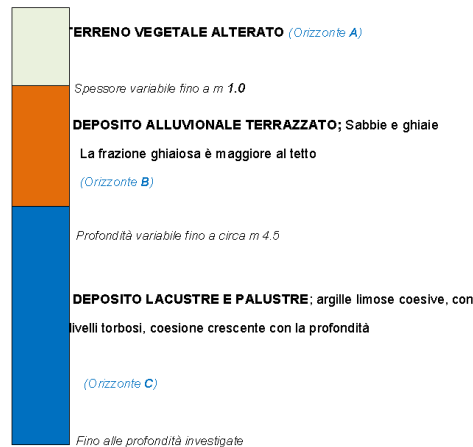 TERRENO VEGETALE ALTERATO (Orizzonte A)
Spessore variabile fino a m 1.0
DEPOSITO ALLUVIONALE TERRAZZATO; Sabbie e ghiaie
La frazione ghiaiosa è maggiore al tetto
(Orizzonte B)
Profondità variabile fino a circa m 4.5
DEPOSITO LACUSTRE E PALUSTRE; argille limose coesive, con
livelli torbosi, coesione crescente con la profondità
(Orizzonte C)
Fino alle profondità investigate